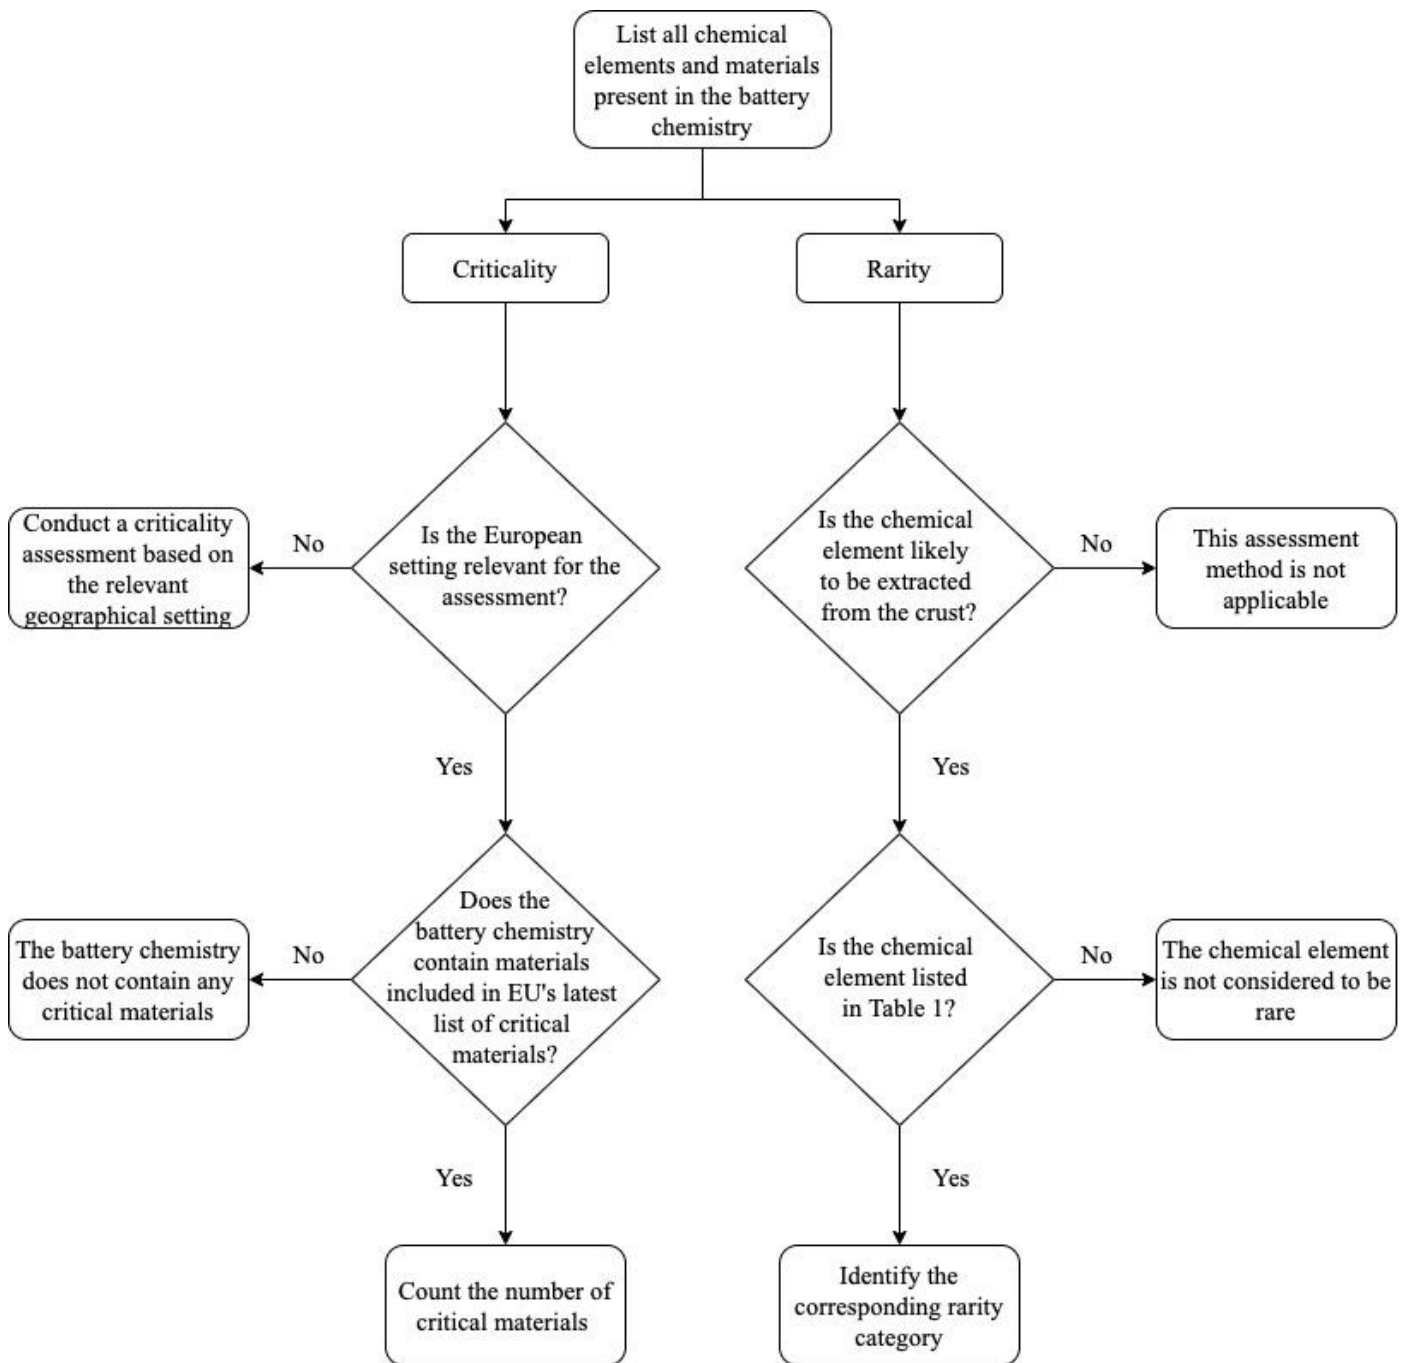 List all chemical
elements and materials
present in the battery
chemistry
Criticality
Rarity
Is the European
setting relevant for the
assessment?
No
Conduct a criticality
assessment based on
the relevant
geographical setting
Yes
Does the
battery chemistry
contain materials
included in EU's latest
list of critical
materials?
No
The battery chemistry
does not contain any
critical materials
Yes
Count the number of
critical materials
Is the chemical
element likely
to be extracted
from the crust?
No
This assessment
method is not
applicable
Yes
Is the chemical
element listed
in Table 1?
No
The chemical element
is not considered to be
rare
Yes
Identify the
corresponding rarity
category